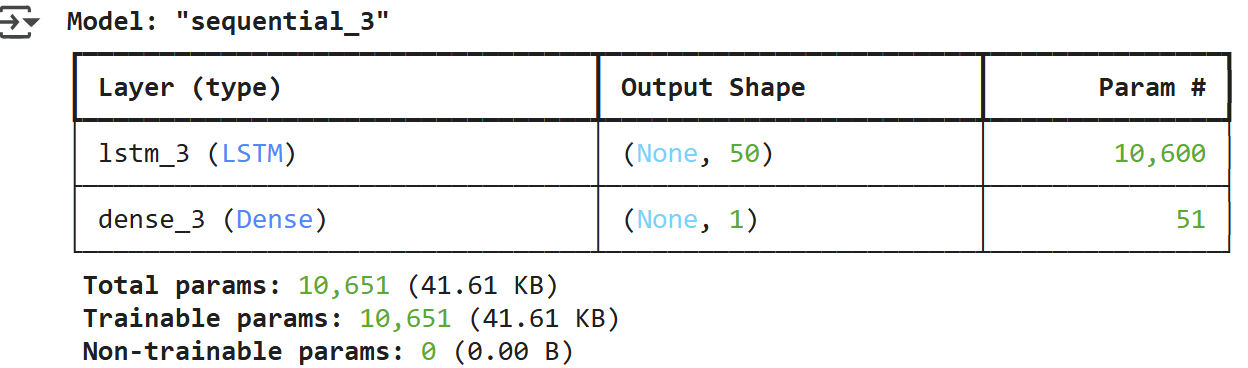 Model: "sequential_3"
Layer (type) Output Shape Param #
lstm_3 (LSTM) (None, 50) 10,600
dense_3 (Dense) (None, 1) 51
Total params: 10,651 (41.61 KB)
Trainable params: 10,651 (41.61 KB)
Non-trainable params: 0 (0.00 B)